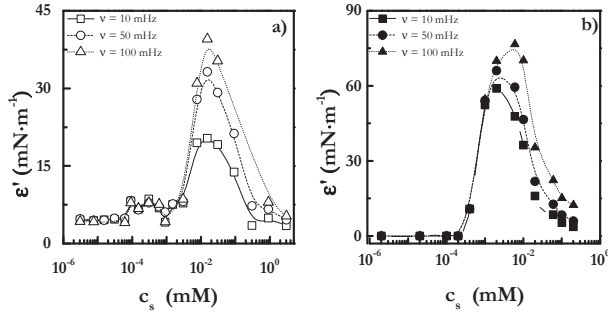 ν = 10 mHz
ν = 50 mHz
ν = 100 mHz
a)
45
30
15
0
ε' (mN·m⁻¹)
10⁻⁶ 10⁻⁴ 10⁻² 10⁰
c_s (mM)
ν = 10 mHz
ν = 50 mHz
ν = 100 mHz
b)
90
60
30
0
ε' (mN·m⁻¹)
10⁻⁶ 10⁻⁴ 10⁻² 10⁰
c_s (mM)